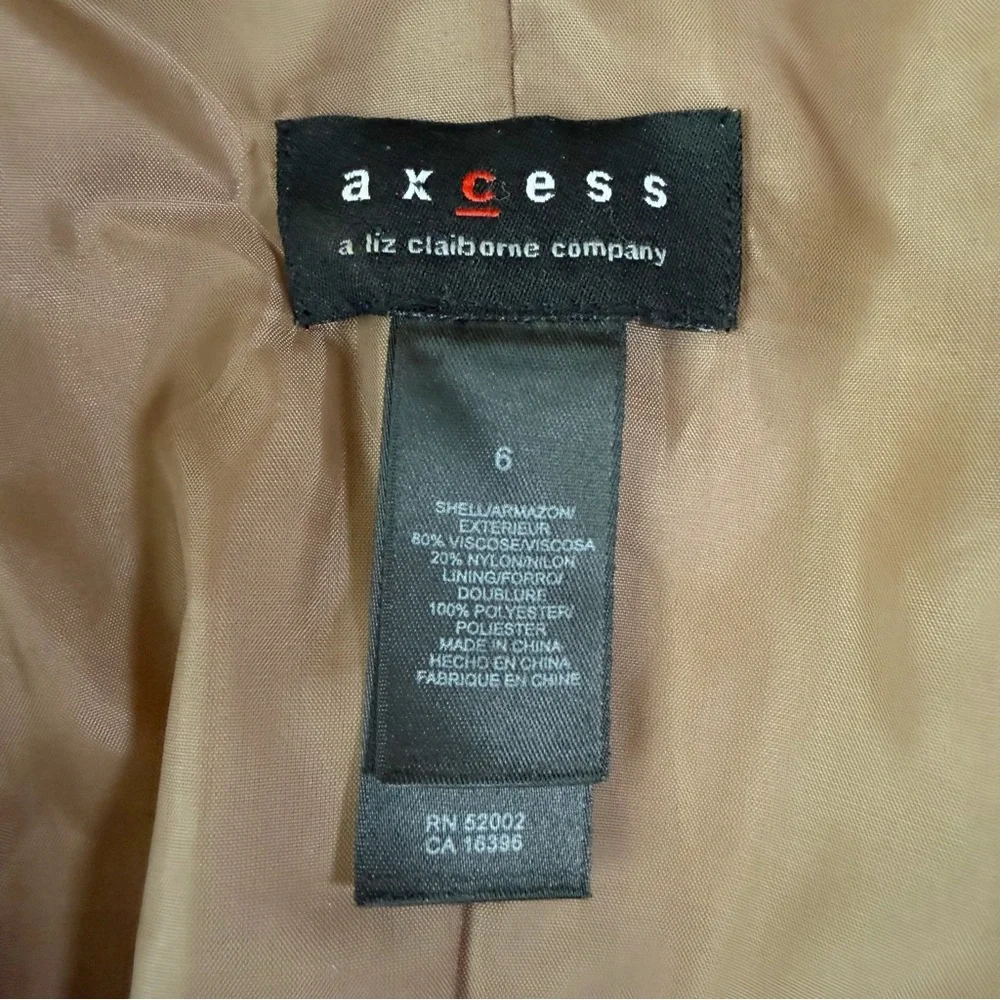 axcess
a liz claiborne company
6
SHELL/ARMAZON/
EXTERIEUR
80% VISCOSE/VISCOSA
20% NYLON/NILON
LINING/FORRO/
DOUBLURE
100% POLYESTER/
POLIESTER
MADE IN CHINA
HECHO EN CHINA
FABRIQUE EN CHINE
RN 52002
CA 16396